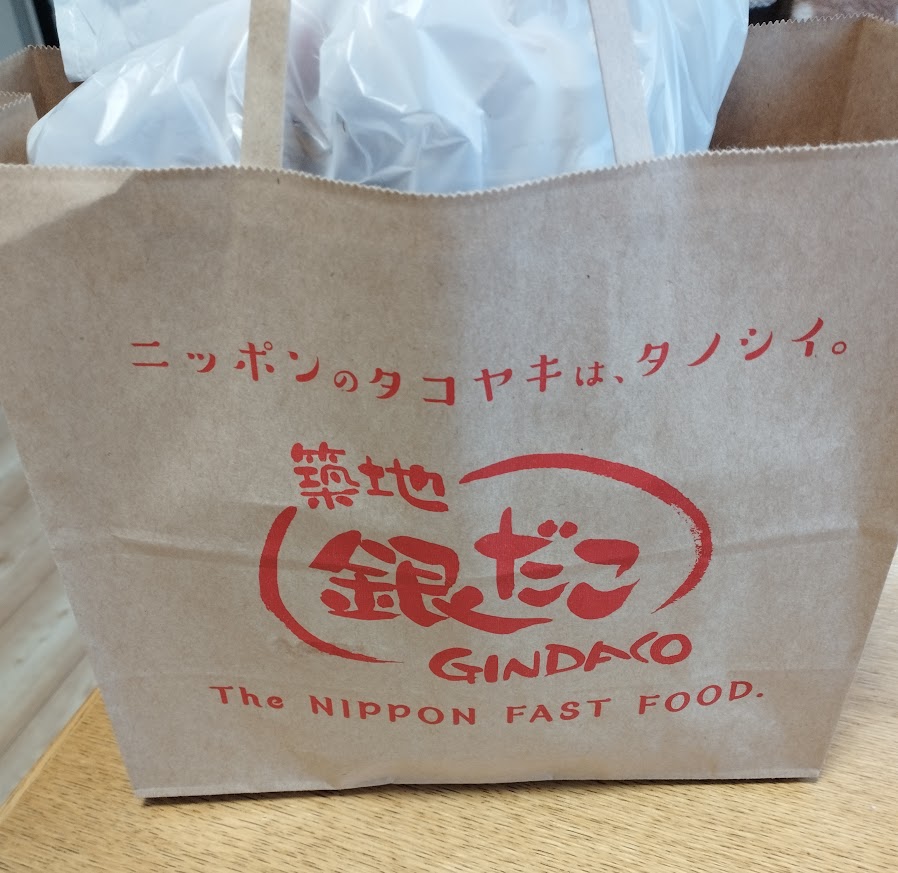 ニッポンのタコヤキは、タノシイ。
築地
銀だこ
GINDACO
The NIPPON FAST FOOD.